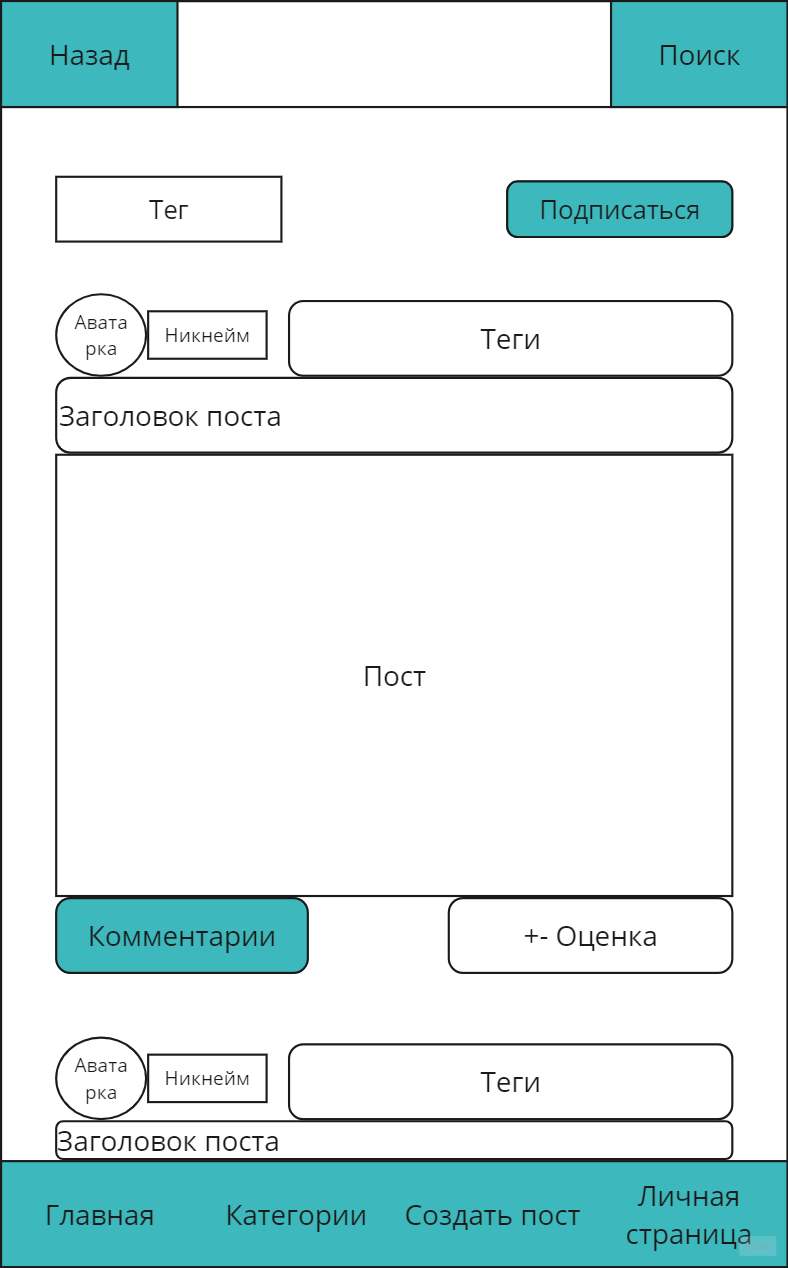 Назад
Поиск
Тег
Подписаться
Авата
рка
Никнейм
Теги
Заголовок поста
Пост
Комментарии
+- Оценка
Авата
рка
Никнейм
Теги
Заголовок поста
Главная
Категории
Создать пост
Личная
страница